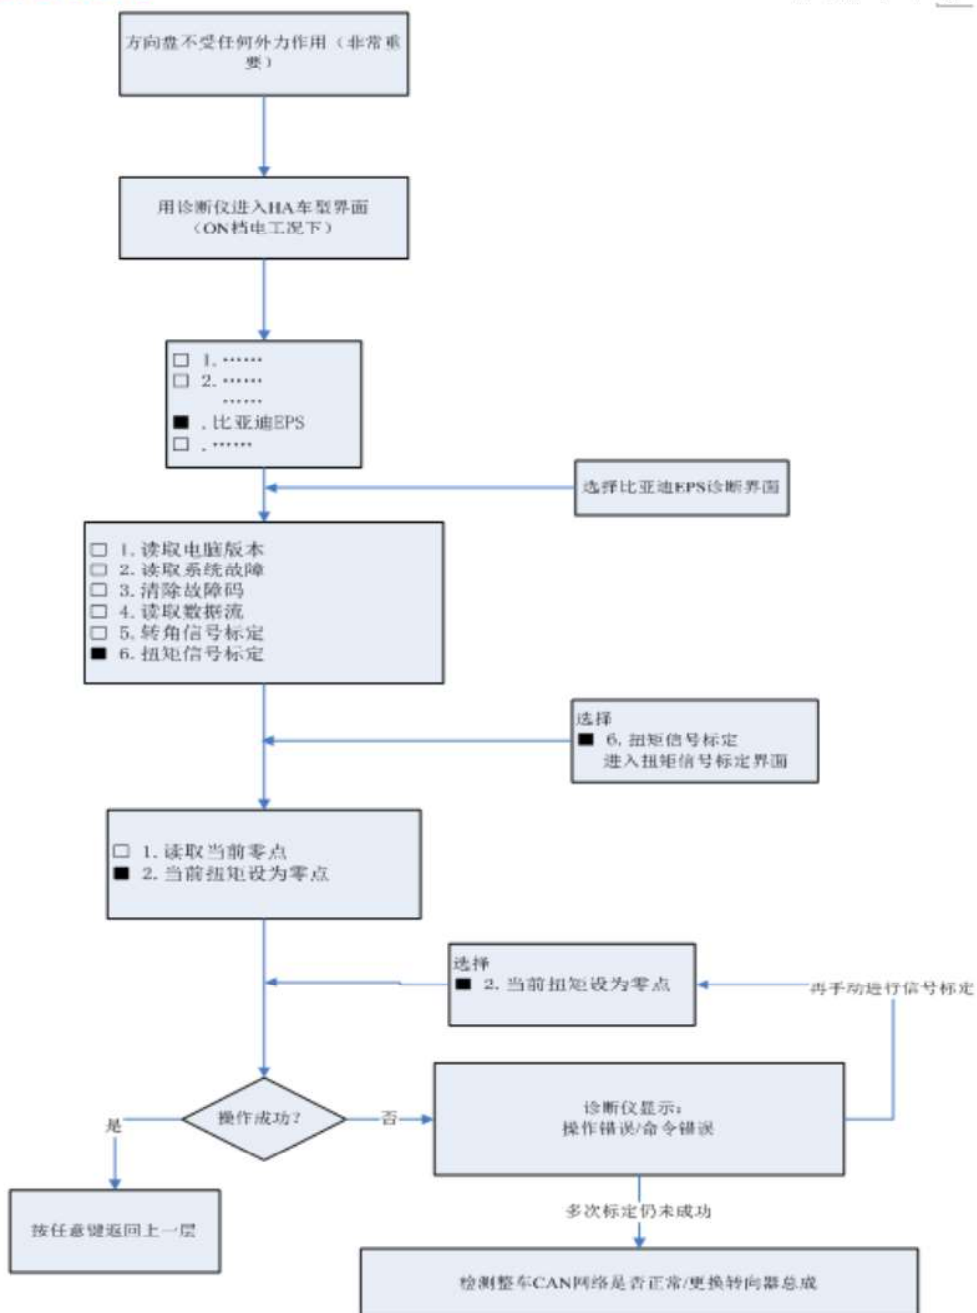 方向盘不受任何外力作用（非常重
要）
用诊断仪进入HA车型界面
（ON档电工况下）
□ 1. ……
□ 2. ……
……
■ . 比亚迪EPS
□ . ……
选择比亚迪EPS诊断界面
□ 1. 读取电脑版本
□ 2. 读取系统故障
□ 3. 清除故障码
□ 4. 读取数据流
□ 5. 转角信号标定
■ 6. 扭矩信号标定
选择
■ 6. 扭矩信号标定
进入扭矩信号标定界面
□ 1. 读取当前零点
■ 2. 当前扭矩设为零点
选择
■ 2. 当前扭矩设为零点
再手动进行信号标定
操作成功?
是
否
诊断仪显示:
操作错误/命令错误
按任意键返回上一层
多次标定仍未成功
检测整车CAN网络是否正常/更换转向器总成